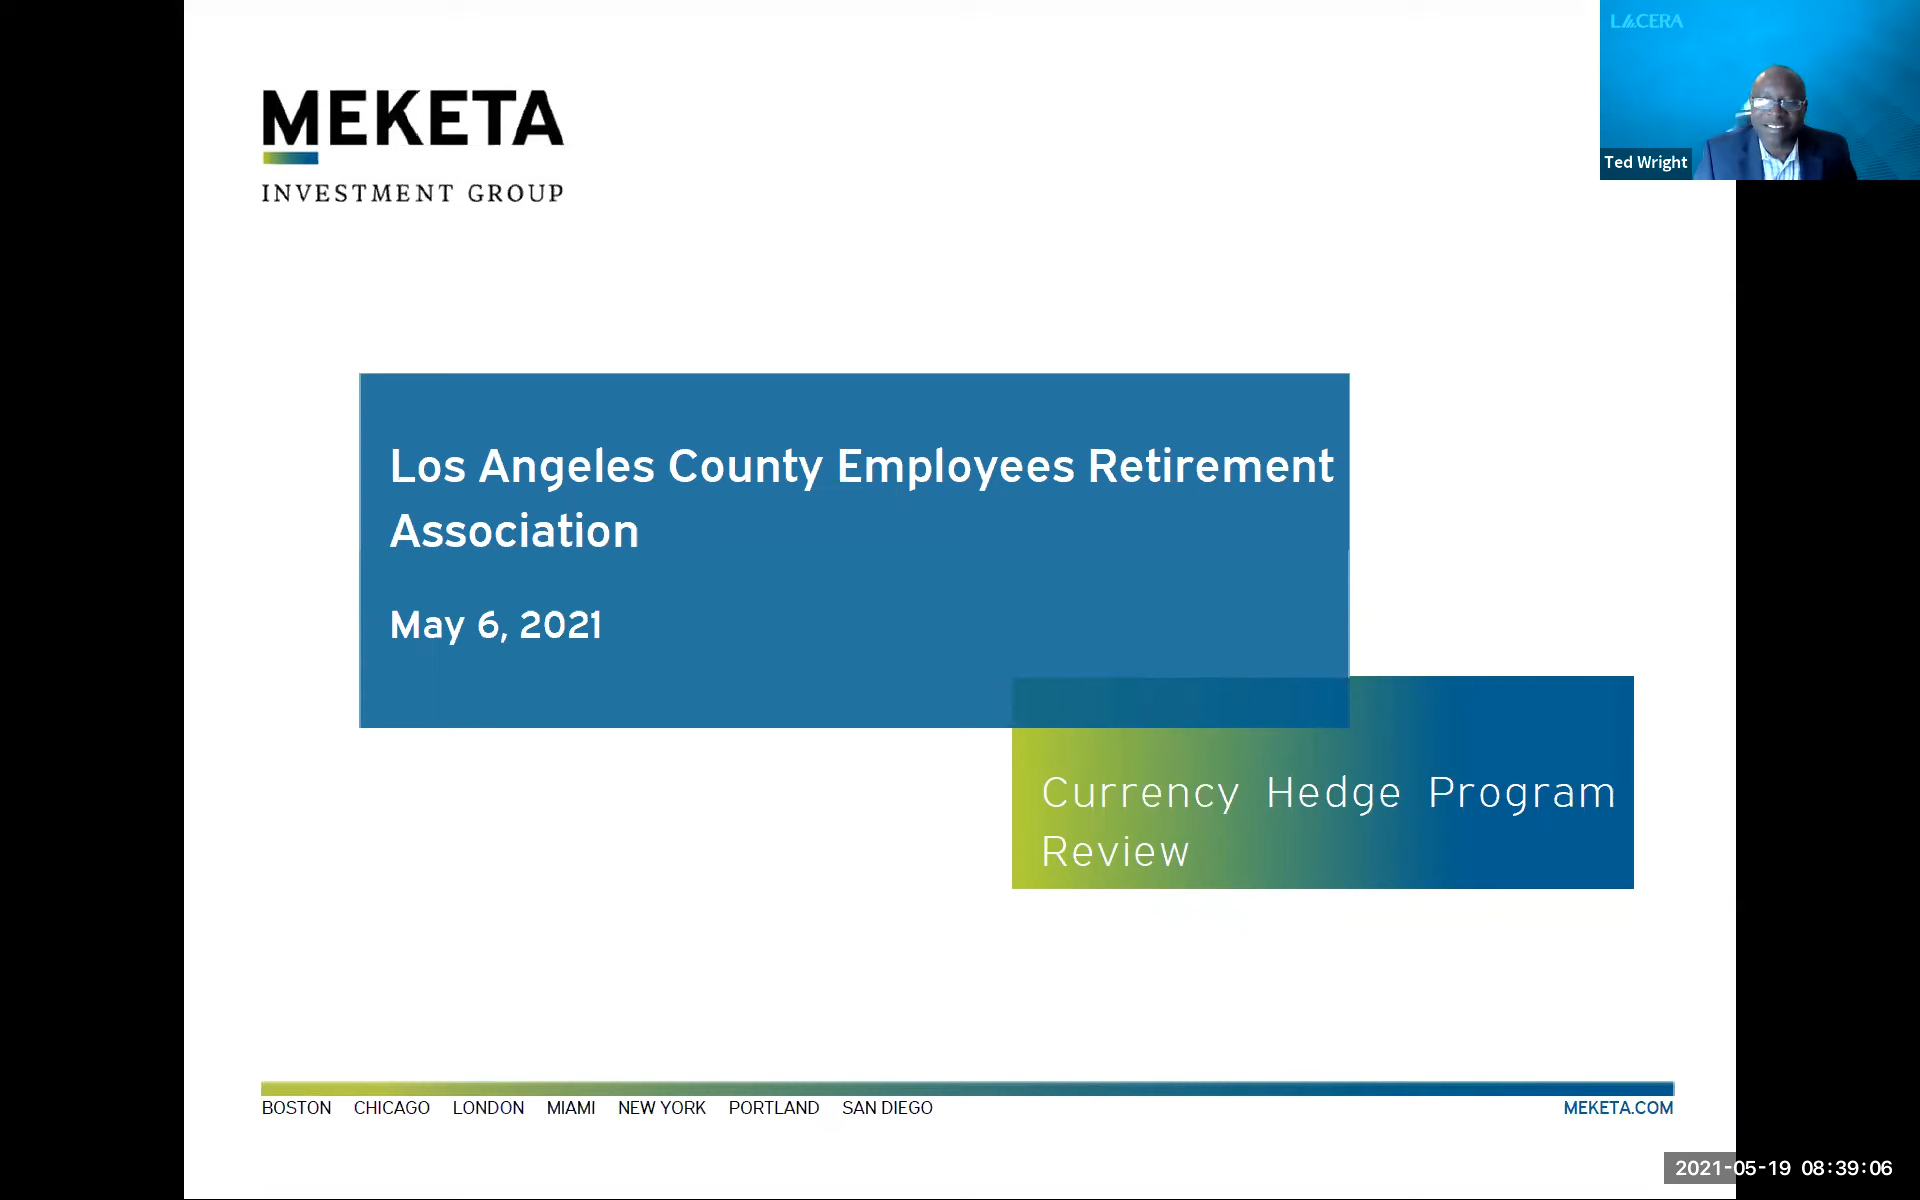 LACERA
Ted Wright
MEKETA
INVESTMENT GROUP
Los Angeles County Employees Retirement
Association
May 6, 2021
Currency Hedge Program
Review
BOSTON CHICAGO LONDON MIAMI NEW YORK PORTLAND SAN DIEGO
MEKETA.COM
2021-05-19 08:39:06